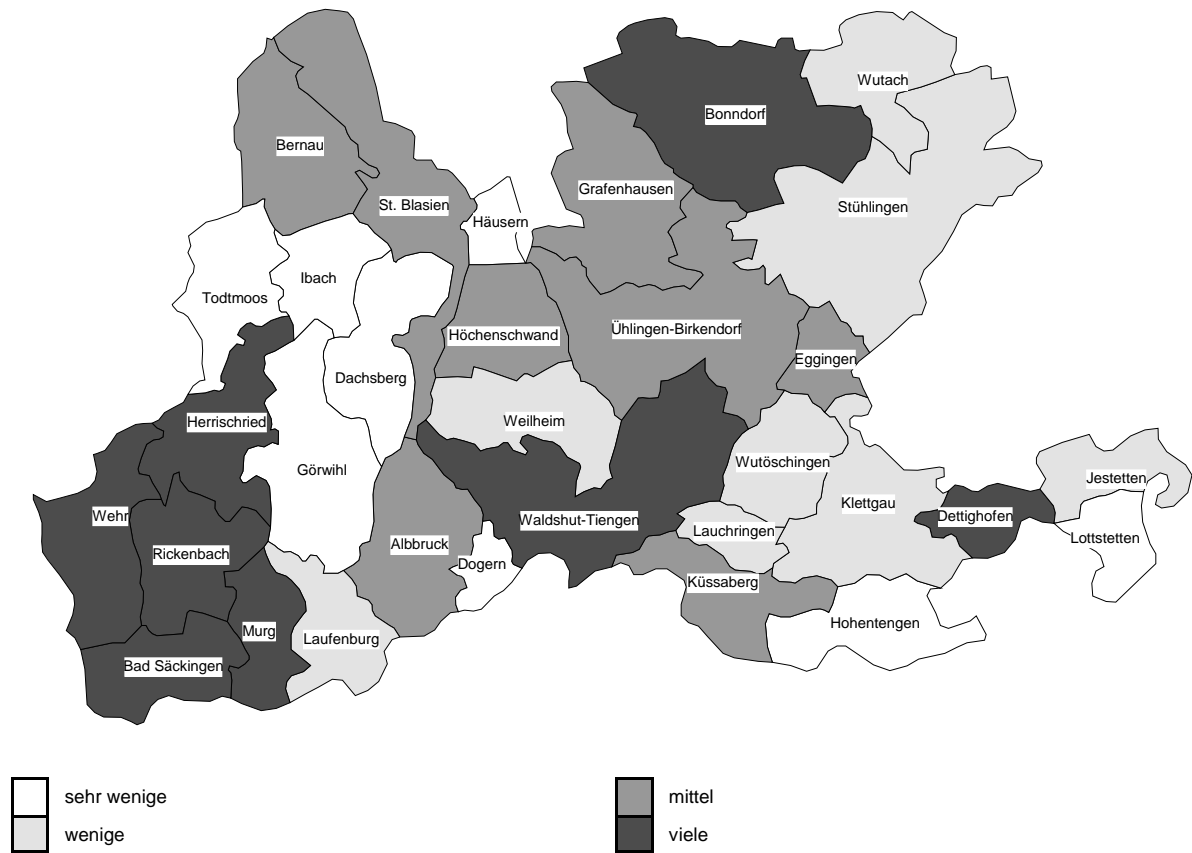 Wutach
Bonndorf
Bernau
Grafenhausen
St. Blasien
Stühlingen
Häusern
Ibach
Todtmoos
Ühlingen-Birkendorf
Höchenschwand
Eggingen
Dachsberg
Herrischried
Weilheim
Wutöschingen
Görwihl
Jestetten
Klettgau
Wehr
Dettighofen
Waldshut-Tiengen
Lauchringen
Lottstetten
Albbruck
Rickenbach
Dogern
Küssaberg
Hohentengen
Murg
Laufenburg
Bad Säckingen
sehr wenige
mittel
wenige
viele